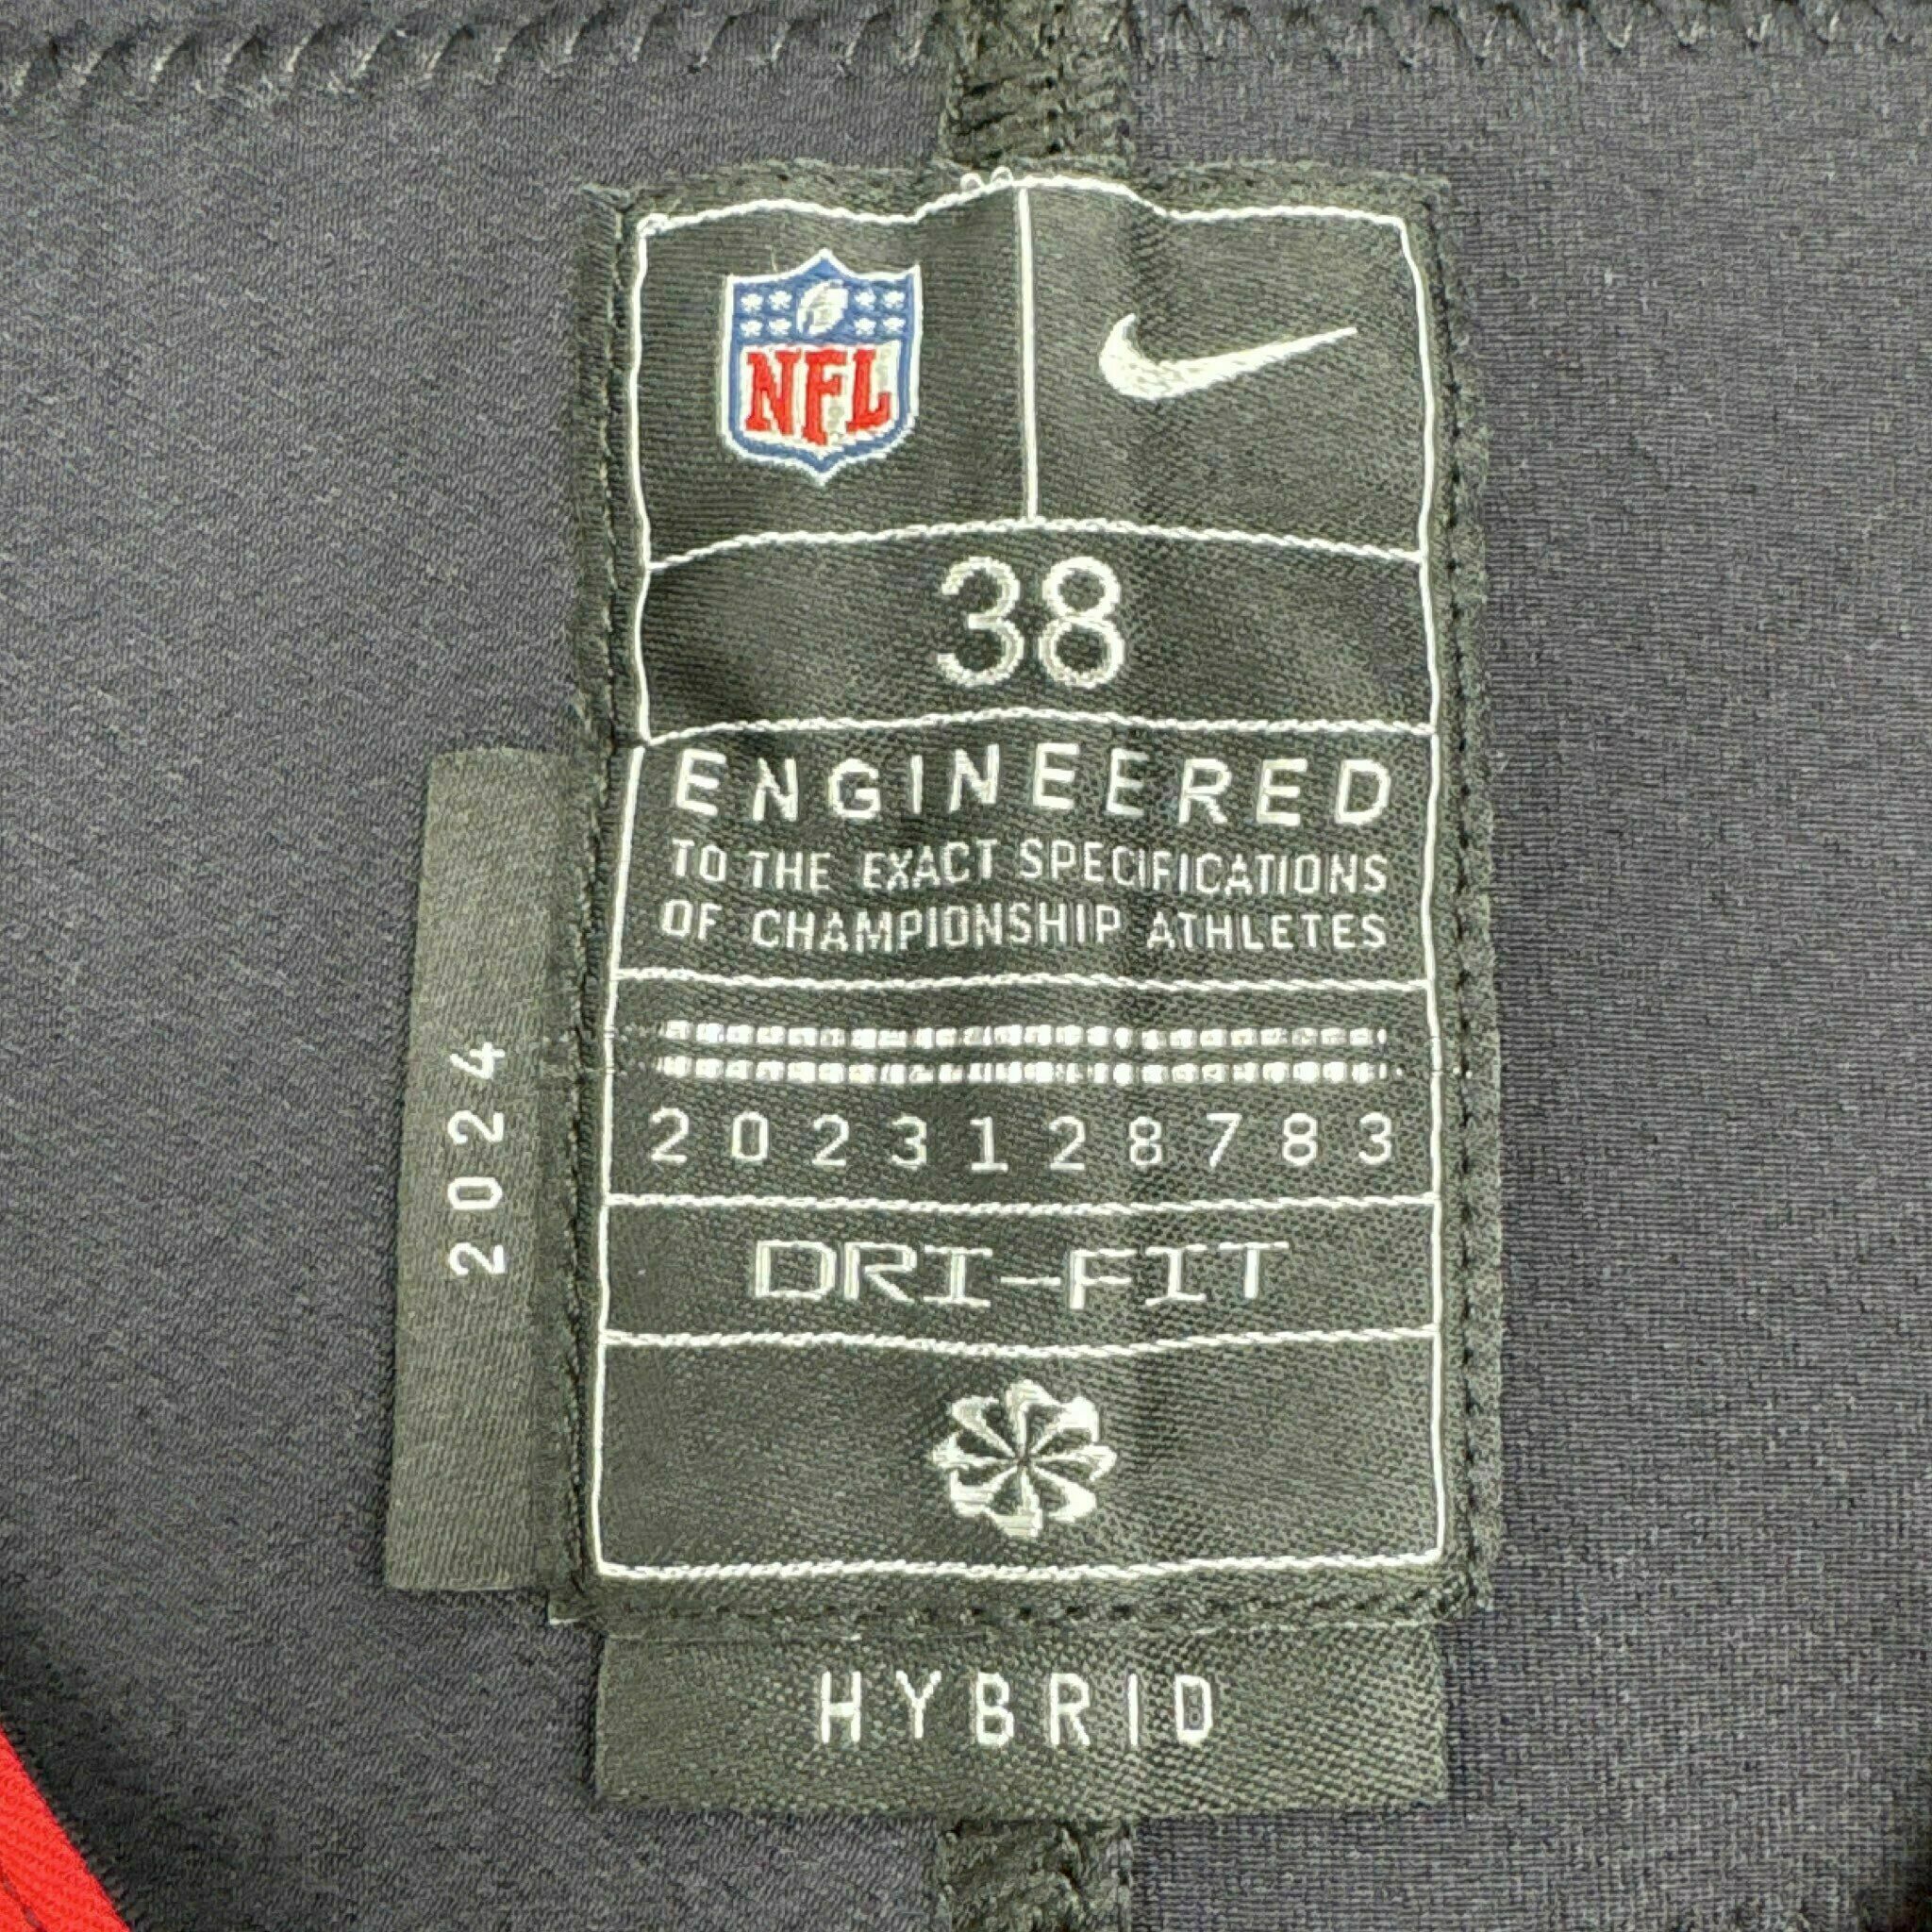 NFL
38
ENGINEERED
TO THE EXACT SPECIFICATIONS
OF CHAMPIONSHIP ATHLETES
2023128783
DRI-FIT
HYBRID
2024